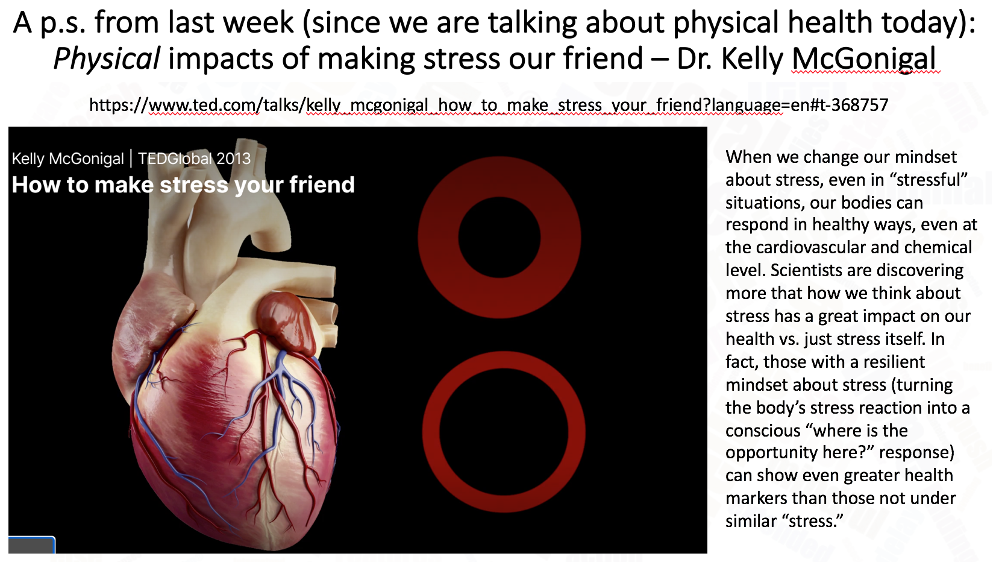 A p.s. from last week (since we are talking about physical health today):
Physical impacts of making stress our friend – Dr. Kelly McGonigal
https://www.ted.com/talks/kelly_mcgonigal_how_to_make_stress_your_friend?language=en#t-368757
Kelly McGonigal | TEDGlobal 2013
How to make stress your friend
When we change our mindset
about stress, even in “stressful”
situations, our bodies can
respond in healthy ways, even at
the cardiovascular and chemical
level. Scientists are discovering
more that how we think about
stress has a great impact on our
health vs. just stress itself. In
fact, those with a resilient
mindset about stress (turning
the body’s stress reaction into a
conscious “where is the
opportunity here?” response)
can show even greater health
markers than those not under
similar “stress.”